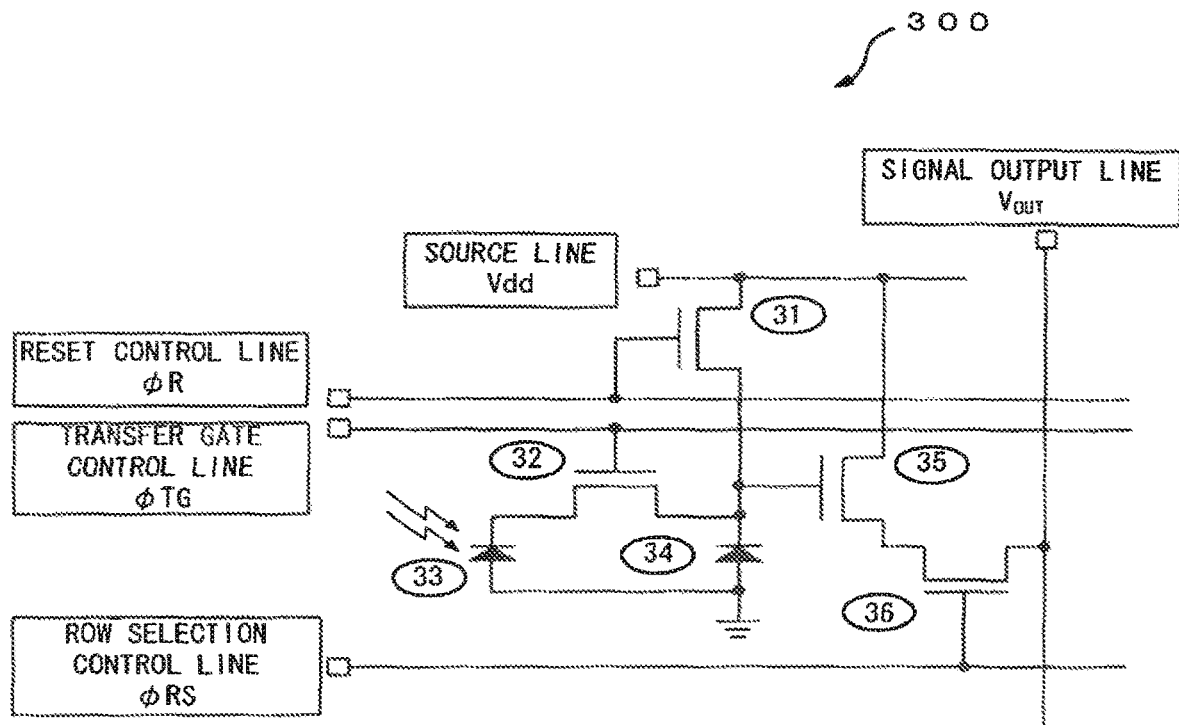 300
SIGNAL OUTPUT LINE
VOUT
SOURCE LINE
Vdd
31
RESET CONTROL LINE
φR
TRANSFER GATE
CONTROL LINE
φTG
32
35
33
34
36
ROW SELECTION
CONTROL LINE
φRS